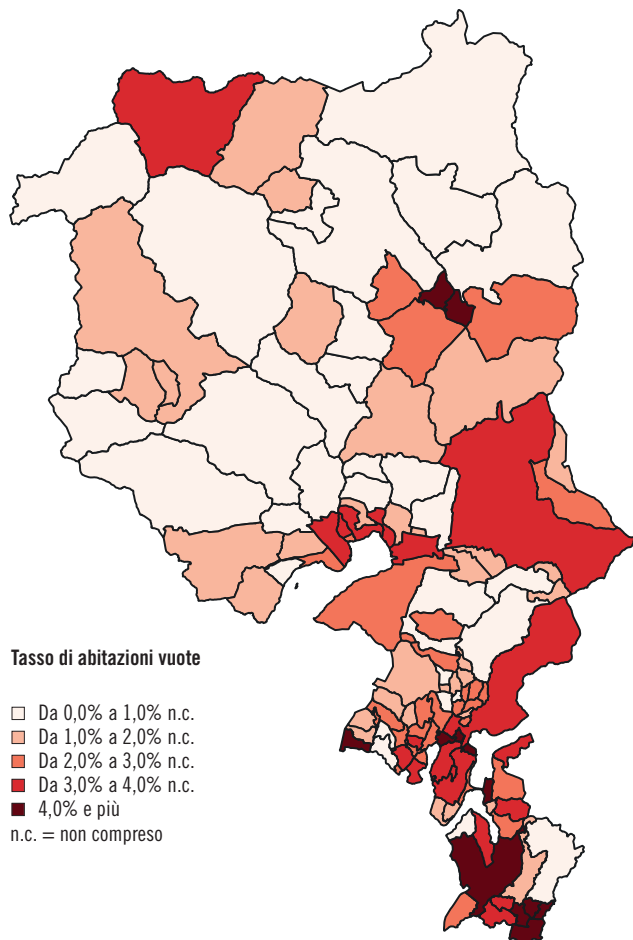 Tasso di abitazioni vuote
Da 0,0% a 1,0% n.c.
Da 1,0% a 2,0% n.c.
Da 2,0% a 3,0% n.c.
Da 3,0% a 4,0% n.c.
4,0% e più
n.c. = non compreso